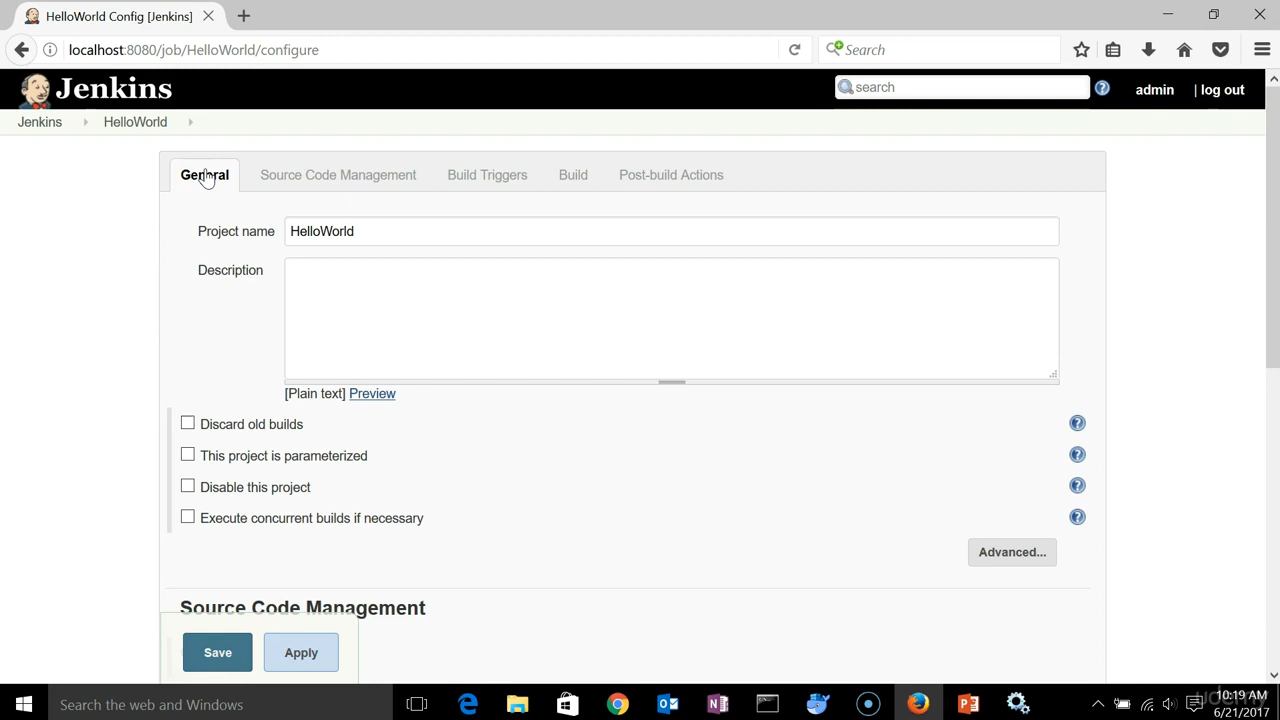 HelloWorld Config [Jenkins]
localhost:8080/job/HelloWorld/configure
Search
Jenkins
search
admin
| log out
Jenkins
HelloWorld
General
Source Code Management
Build Triggers
Build
Post-build Actions
Project name
HelloWorld
Description
[Plain text] Preview
Discard old builds
This project is parameterized
Disable this project
Execute concurrent builds if necessary
Advanced...
Source Code Management
Save
Apply
Search the web and Windows
10:19 AM
6/21/2017
udemy